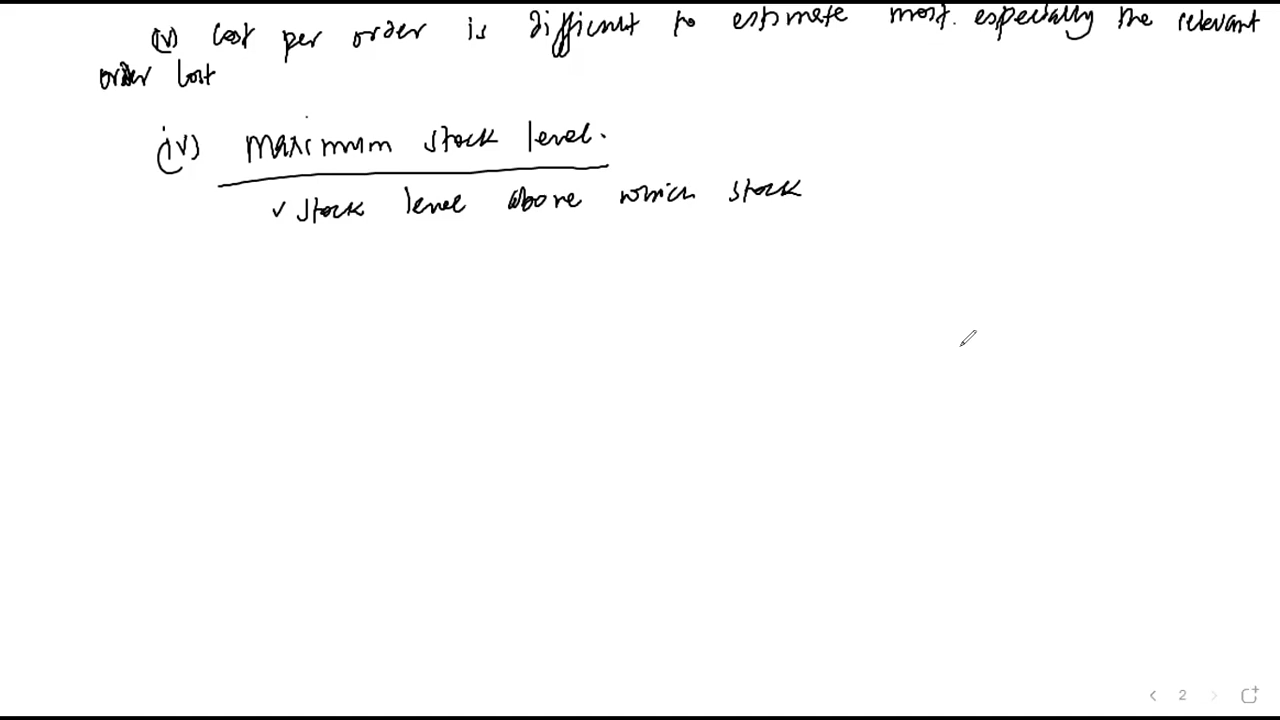 (v) Cost per order is difficult to estimate most. especially the relevant
order cost
(iv) Maximum stock level.
✓ stock level above which stock
2